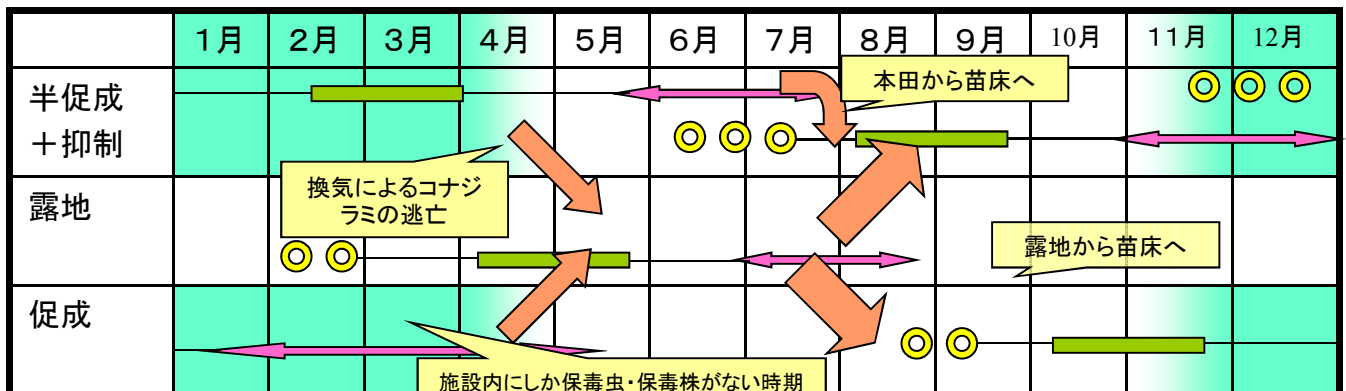 1月 2月 3月 4月 5月 6月 7月 8月 9月 10月 11月 12月
半促成
+抑制
本田から苗床へ
換気によるコナジ
ラミの逃亡
露地
露地から苗床へ
促成
施設内にしか保毒虫・保毒株がない時期